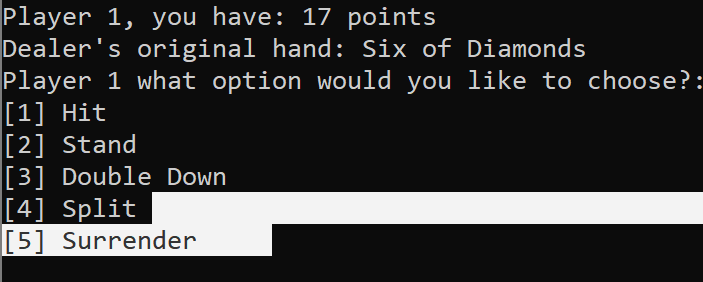 Player 1, you have: 17 points
Dealer's original hand: Six of Diamonds
Player 1 what option would you like to choose?:
[1] Hit
[2] Stand
[3] Double Down
[4] Split
[5] Surrender